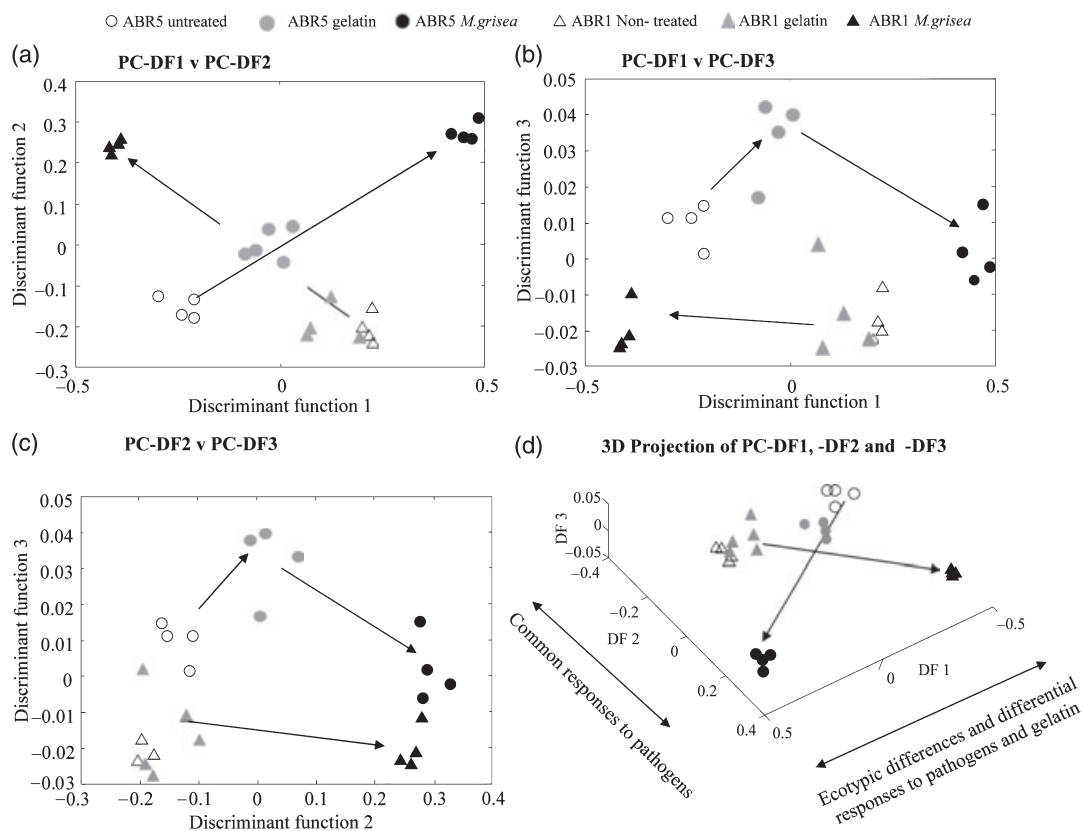 ABR5 untreated ABR5 gelatin ABR5 M.grisea ABR1 Non- treated ABR1 gelatin ABR1 M.grisea
(a)
PC-DF1 v PC-DF2
Discriminant function 2
0.4
0.3
0.2
0.1
0
−0.1
−0.2
−0.3
−0.5 0 0.5
Discriminant function 1
(b)
PC-DF1 v PC-DF3
Discriminant function 3
0.05
0.04
0.03
0.02
0.01
0
−0.01
−0.02
−0.03
−0.5 0 0.5
Discriminant function 1
(c)
PC-DF2 v PC-DF3
Discriminant function 3
0.05
0.04
0.03
0.02
0.01
0
−0.01
−0.02
−0.03
−0.3 −0.2 −0.1 0 0.1 0.2 0.3 0.4
Discriminant function 2
(d)
3D Projection of PC-DF1, -DF2 and -DF3
DF 3
0.05
0
−0.05
−0.4
−0.2
0
0.2
0.4
DF 2
0.5
0
−0.5
DF 1
Common responses to pathogens
Ecotypic differences and differential
responses to pathogens and gelatin